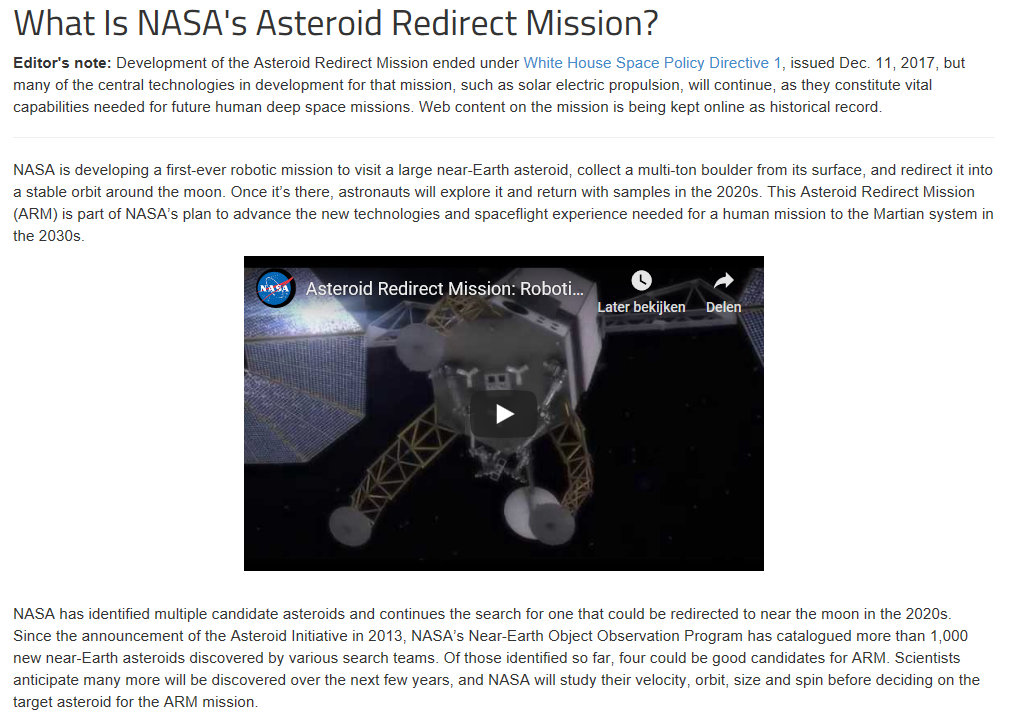 What Is NASA's Asteroid Redirect Mission?
Editor's note: Development of the Asteroid Redirect Mission ended under White House Space Policy Directive 1, issued Dec. 11, 2017, but
many of the central technologies in development for that mission, such as solar electric propulsion, will continue, as they constitute vital
capabilities needed for future human deep space missions. Web content on the mission is being kept online as historical record.
NASA is developing a first-ever robotic mission to visit a large near-Earth asteroid, collect a multi-ton boulder from its surface, and redirect it into
a stable orbit around the moon. Once it’s there, astronauts will explore it and return with samples in the 2020s. This Asteroid Redirect Mission
(ARM) is part of NASA’s plan to advance the new technologies and spaceflight experience needed for a human mission to the Martian system in
the 2030s.
NASA
Asteroid Redirect Mission: Roboti...
Later bekijken
Delen
NASA has identified multiple candidate asteroids and continues the search for one that could be redirected to near the moon in the 2020s.
Since the announcement of the Asteroid Initiative in 2013, NASA’s Near-Earth Object Observation Program has catalogued more than 1,000
new near-Earth asteroids discovered by various search teams. Of those identified so far, four could be good candidates for ARM. Scientists
anticipate many more will be discovered over the next few years, and NASA will study their velocity, orbit, size and spin before deciding on the
target asteroid for the ARM mission.